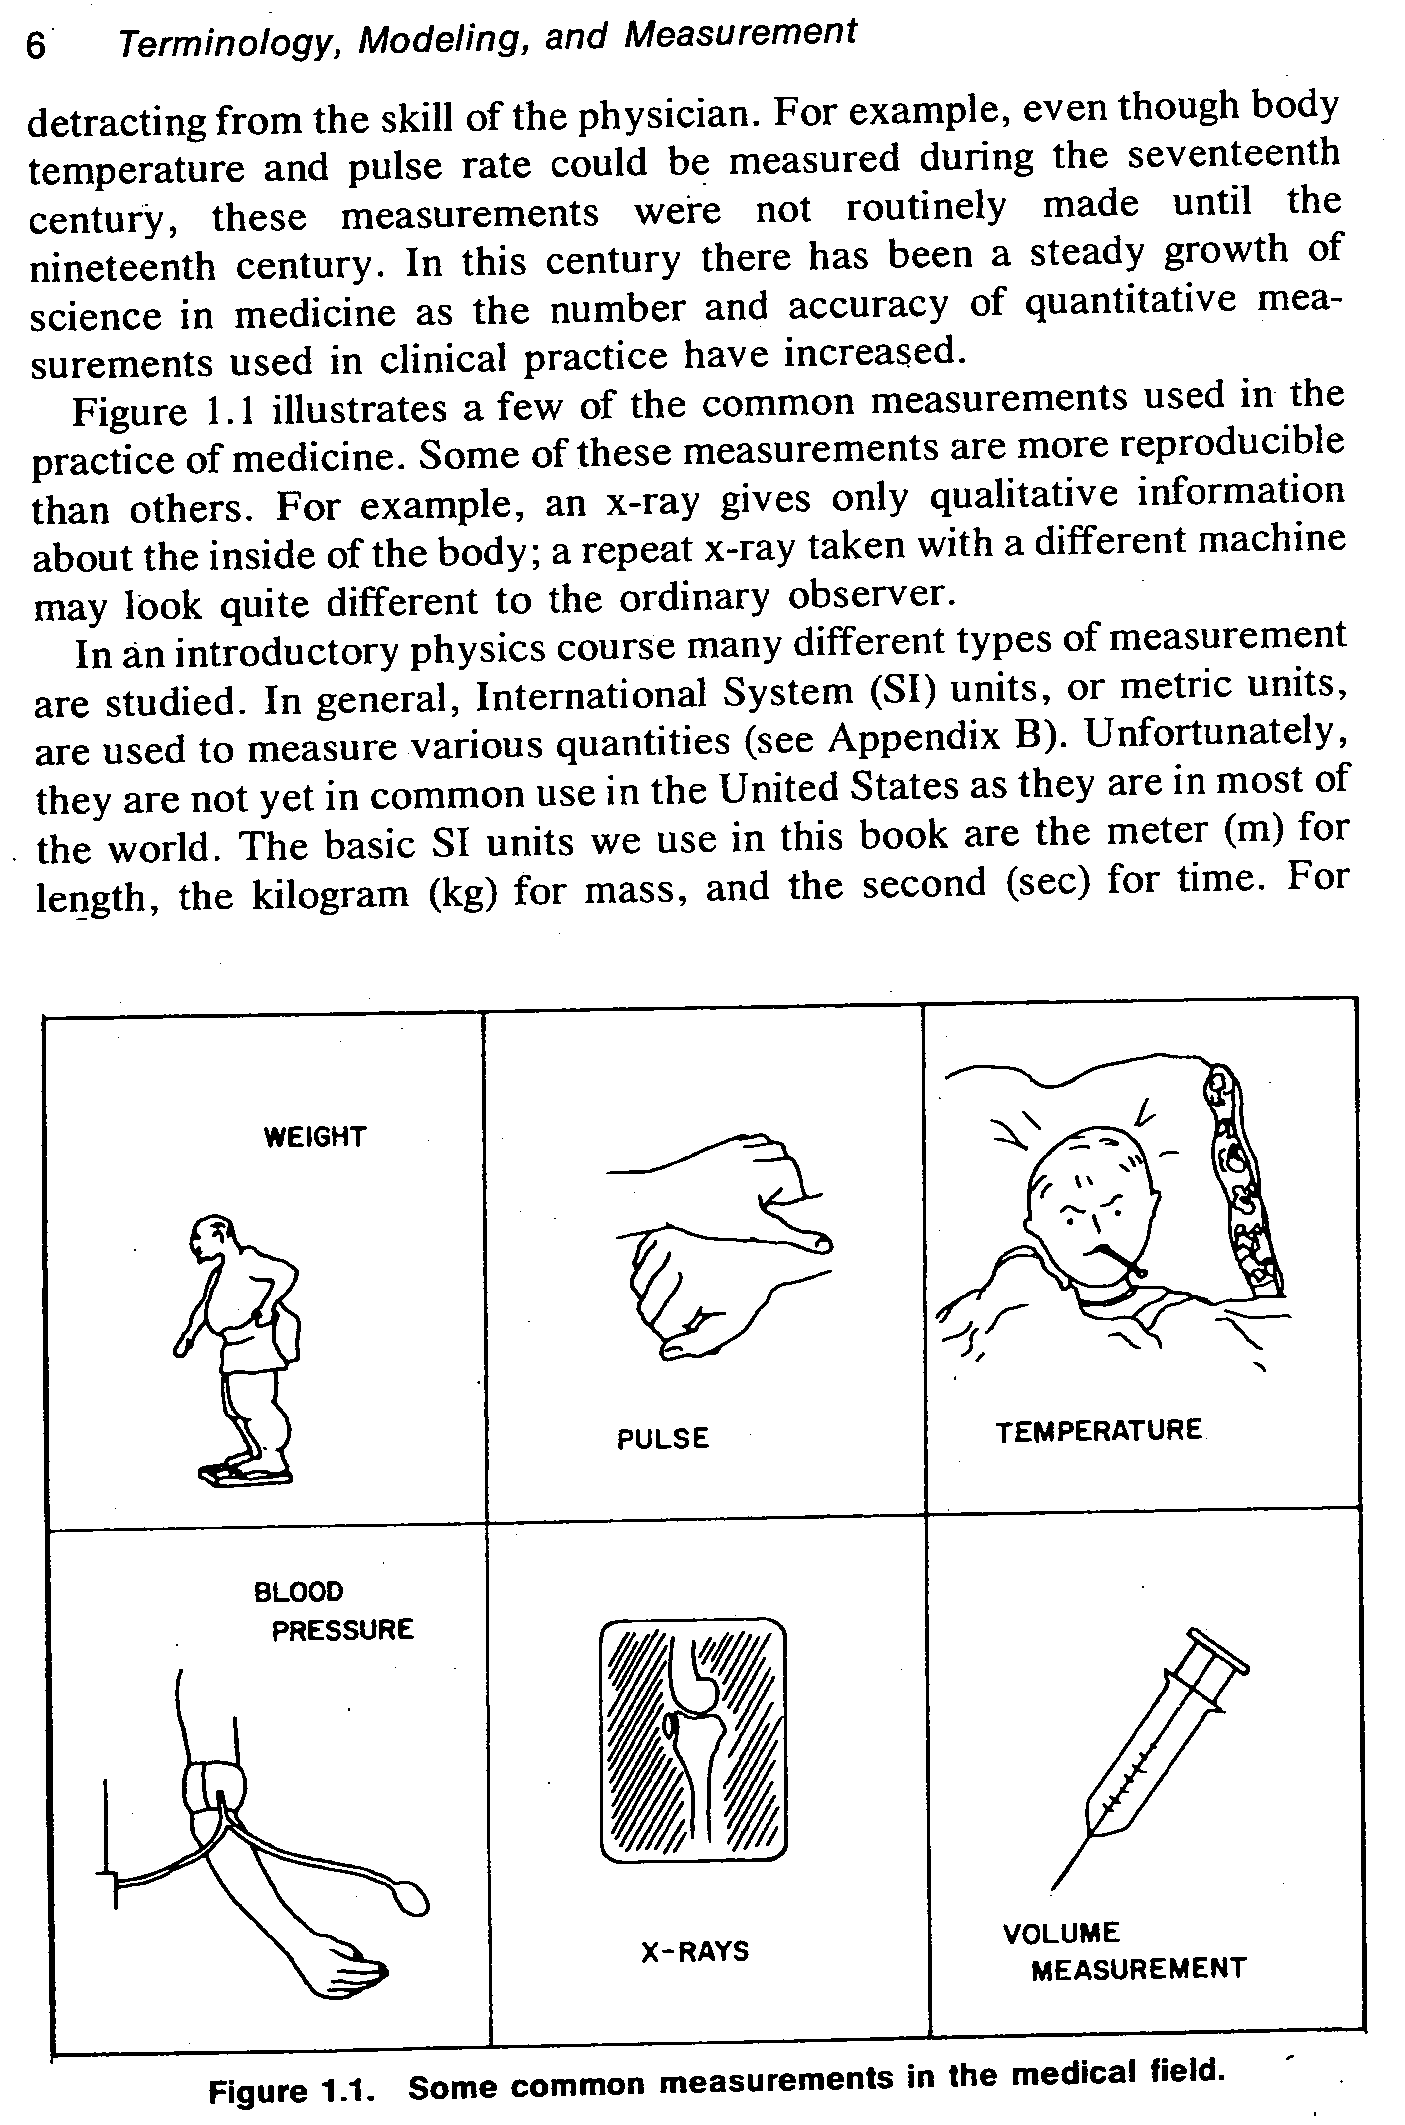 6 Terminology, Modeling, and Measurement
detracting from the skill of the physician. For example, even though body
temperature and pulse rate could be measured during the seventeenth
century, these measurements were not routinely made until the
nineteenth century. In this century there has been a steady growth of
science in medicine as the number and accuracy of quantitative mea-
surements used in clinical practice have increased.
Figure 1.1 illustrates a few of the common measurements used in the
practice of medicine. Some of these measurements are more reproducible
than others. For example, an x-ray gives only qualitative information
about the inside of the body; a repeat x-ray taken with a different machine
may look quite different to the ordinary observer.
In an introductory physics course many different types of measurement
are studied. In general, International System (SI) units, or metric units,
are used to measure various quantities (see Appendix B). Unfortunately,
they are not yet in common use in the United States as they are in most of
the world. The basic SI units we use in this book are the meter (m) for
length, the kilogram (kg) for mass, and the second (sec) for time. For
WEIGHT
PULSE
TEMPERATURE
BLOOD
PRESSURE
X-RAYS
VOLUME
MEASUREMENT
Figure 1.1. Some common measurements in the medical field.